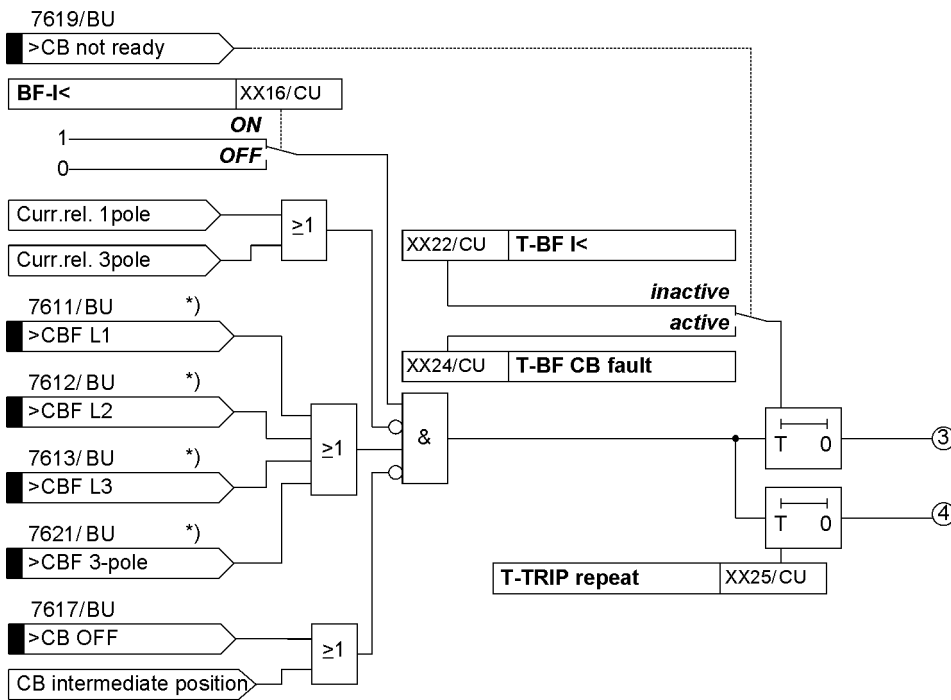 7619/BU
>CB not ready
BF-I<
XX16/CU
ON
1
OFF
0
Curr.rel. 1pole
≥1
Curr.rel. 3pole
XX22/CU
T-BF I<
inactive
active
XX24/CU
T-BF CB fault
7611/BU *)
>CBF L1
7612/BU *)
>CBF L2
7613/BU *)
>CBF L3
≥1
&
7621/BU *)
>CBF 3-pole
T 0
3
T 0
4
T-TRIP repeat
XX25/CU
7617/BU
>CB OFF
≥1
CB intermediate position